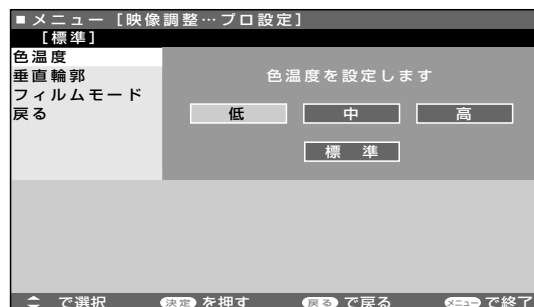 ■メニュー [映像調整…プロ設定]
[標準]
色温度
垂直輪郭
フィルムモード
戻る
色温度を設定します
低 中 高
標 準
で選択 決定 を押す 戻る で戻る メニュー で終了